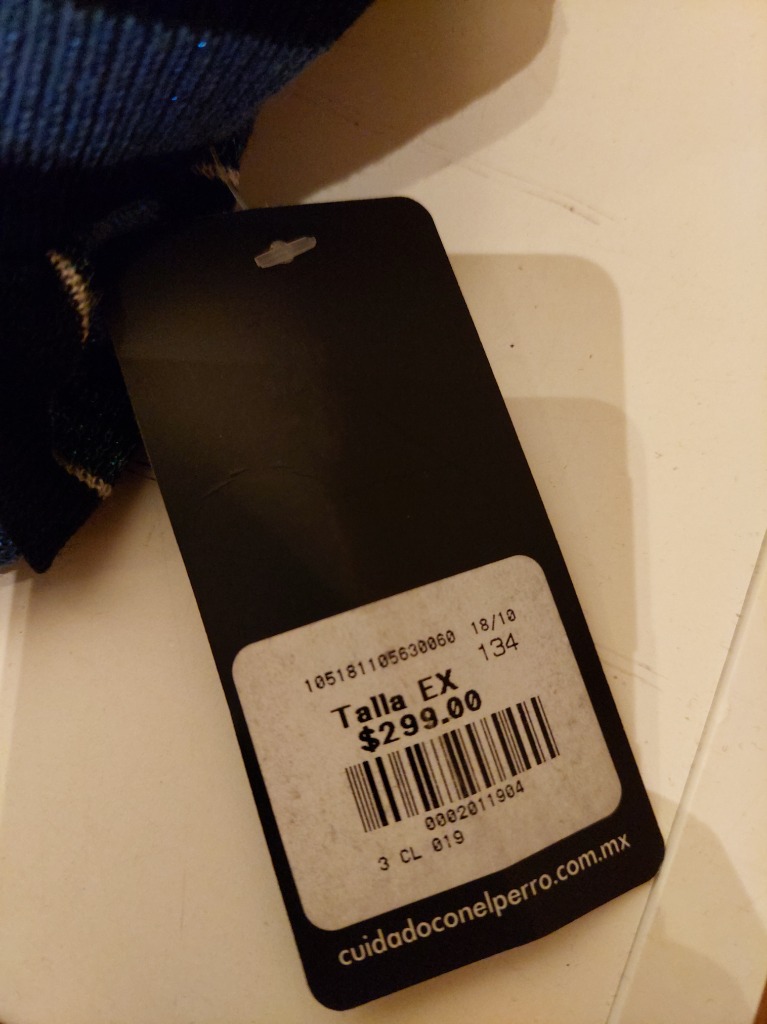 105181105630060 18/10
134
Talla EX
$299.00
0002011904
3 CL 019
cuidadoconelperro.com.mx